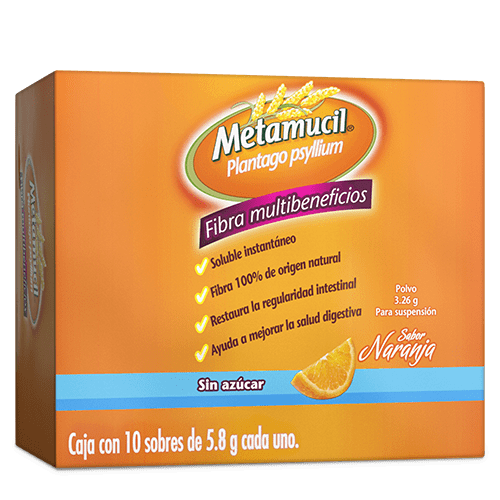 Metamucil®
Plantago psyllium
Fibra multibeneficios
Soluble instantáneo
Fibra 100% de origen natural
Restaura la regularidad intestinal
Ayuda a mejorar la salud digestiva
Polvo
3.26 g
Para suspensión
Sabor
Naranja
Sin azúcar
Caja con 10 sobres de 5.8 g cada uno.
Metamucil